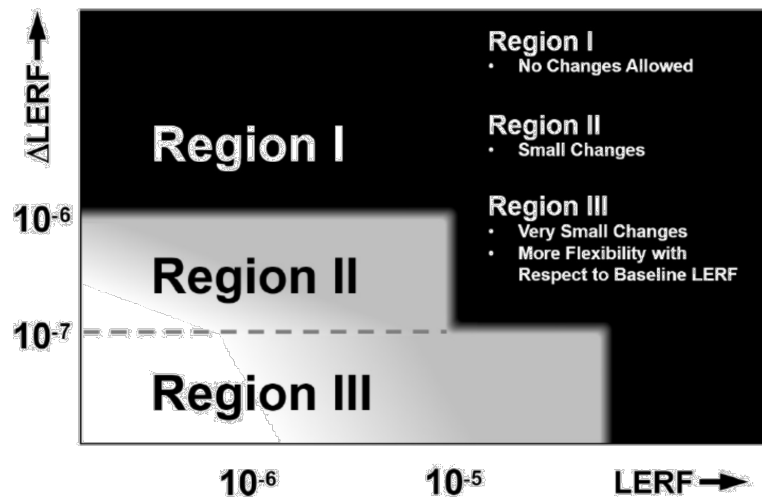 ΔLERF→
Region I
• No Changes Allowed
Region II
• Small Changes
Region III
• Very Small Changes
• More Flexibility with
Respect to Baseline LERF
Region I
10-6
Region II
10-7
Region III
10-6
10-5
LERF→